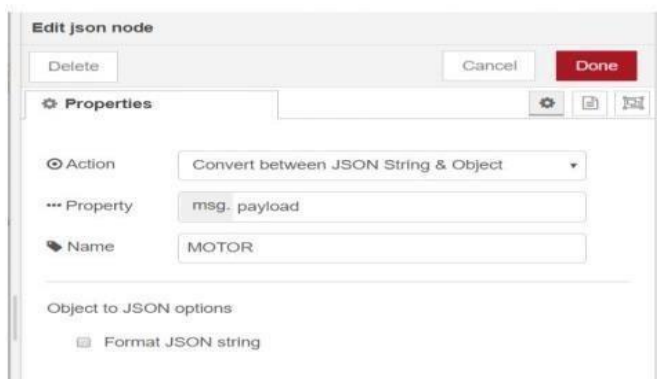 Edit json node
Delete Cancel Done
Properties
Action Convert between JSON String & Object
Property msg. payload
Name MOTOR
Object to JSON options
Format JSON string